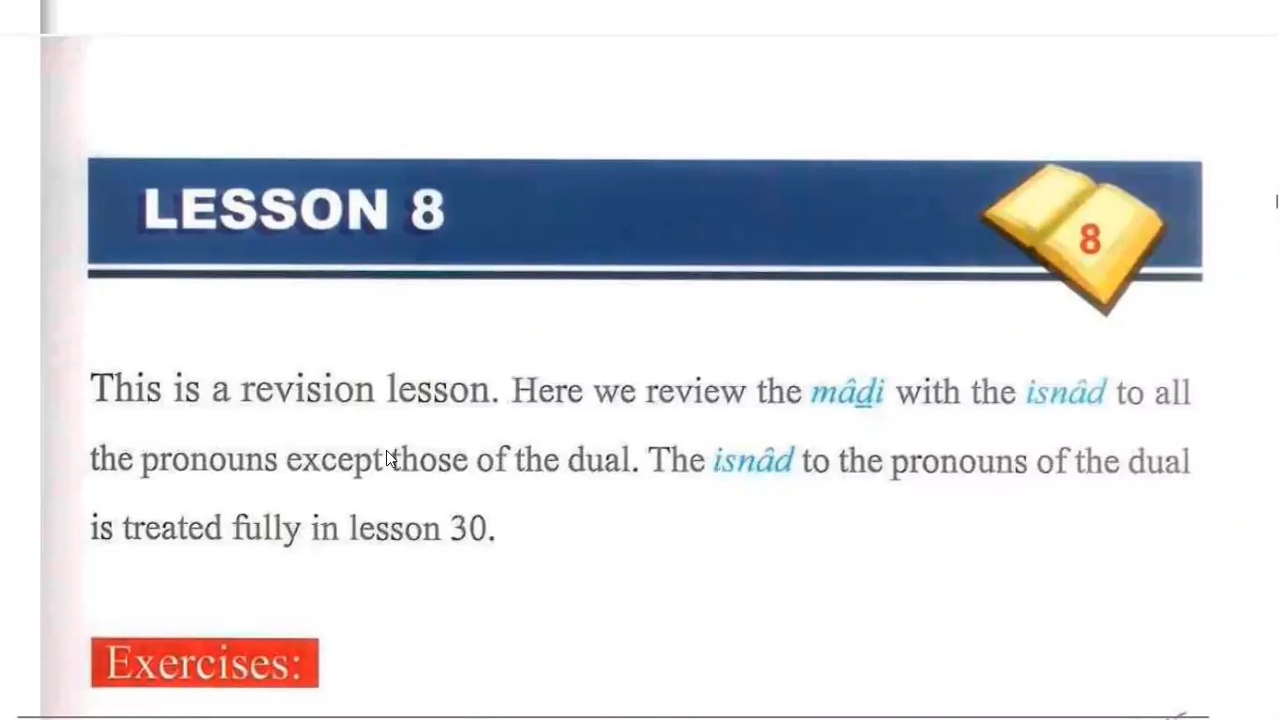 LESSON 8
8
This is a revision lesson. Here we review the mâḏi with the isnâd to all
the pronouns except those of the dual. The isnâd to the pronouns of the dual
is treated fully in lesson 30.
Exercises: